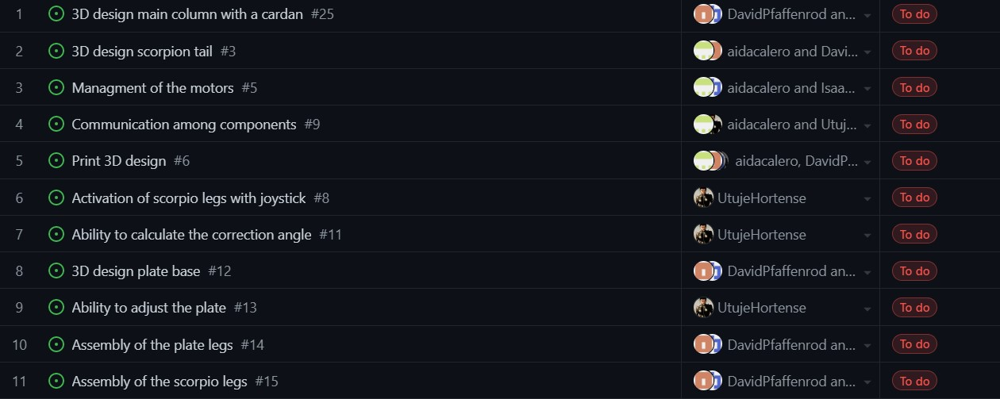 1 3D design main column with a cardan #25 DavidPfaffenrod an... To do
2 3D design scorpion tail #3 aidacalero and Davi... To do
3 Managment of the motors #5 aidacalero and Isaa... To do
4 Communication among components #9 aidacalero and Utuj... To do
5 Print 3D design #6 aidacalero, DavidP... To do
6 Activation of scorpio legs with joystick #8 UtujeHortense To do
7 Ability to calculate the correction angle #11 UtujeHortense To do
8 3D design plate base #12 DavidPfaffenrod an... To do
9 Ability to adjust the plate #13 UtujeHortense To do
10 Assembly of the plate legs #14 DavidPfaffenrod an... To do
11 Assembly of the scorpio legs #15 DavidPfaffenrod an... To do